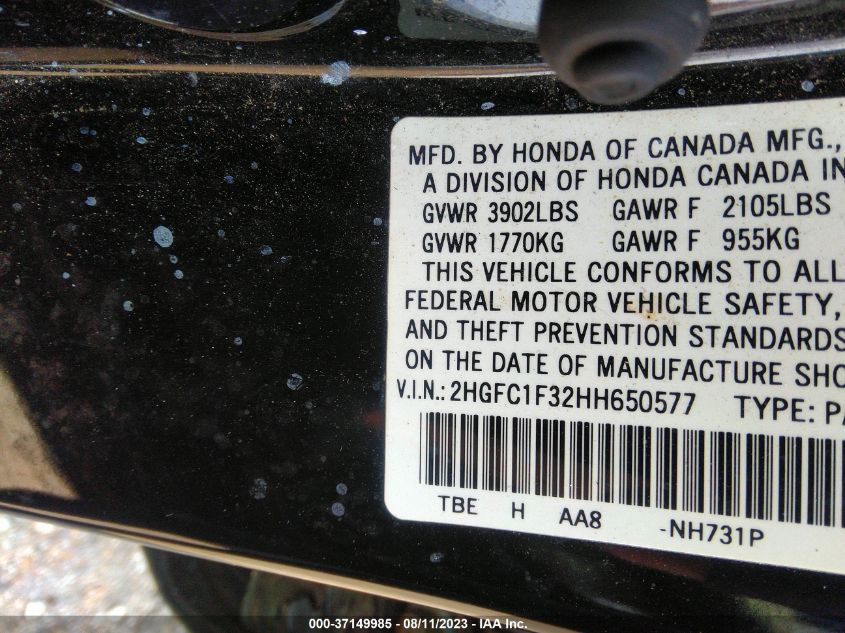 MFD. BY HONDA OF CANADA MFG.,
A DIVISION OF HONDA CANADA IN
GVWR 3902LBS GAWR F 2105LBS
GVWR 1770KG GAWR F 955KG
THIS VEHICLE CONFORMS TO ALL
FEDERAL MOTOR VEHICLE SAFETY,
AND THEFT PREVENTION STANDARDS
ON THE DATE OF MANUFACTURE SHO
V.I.N.: 2HGFC1F32HH650577 TYPE: PA
TBE H AA8 -NH731P
000-37149985 - 08/11/2023 - IAA Inc.